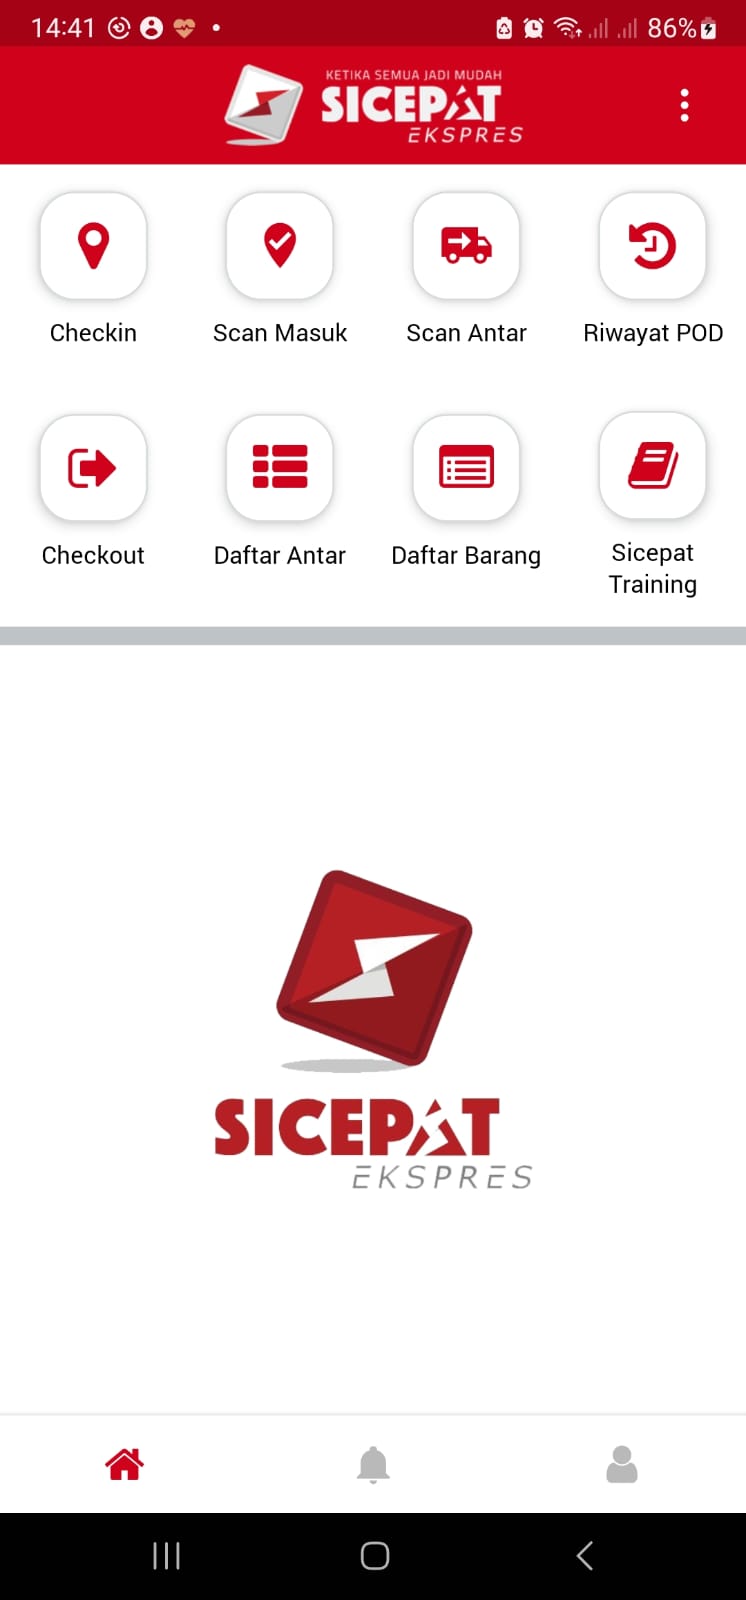 14:41
86%
KETIKA SEMUA JADI MUDAH
SICEPAT
EKSPRES
Checkin
Scan Masuk
Scan Antar
Riwayat POD
Checkout
Daftar Antar
Daftar Barang
Sicepat
Training
SICEPAT
EKSPRES